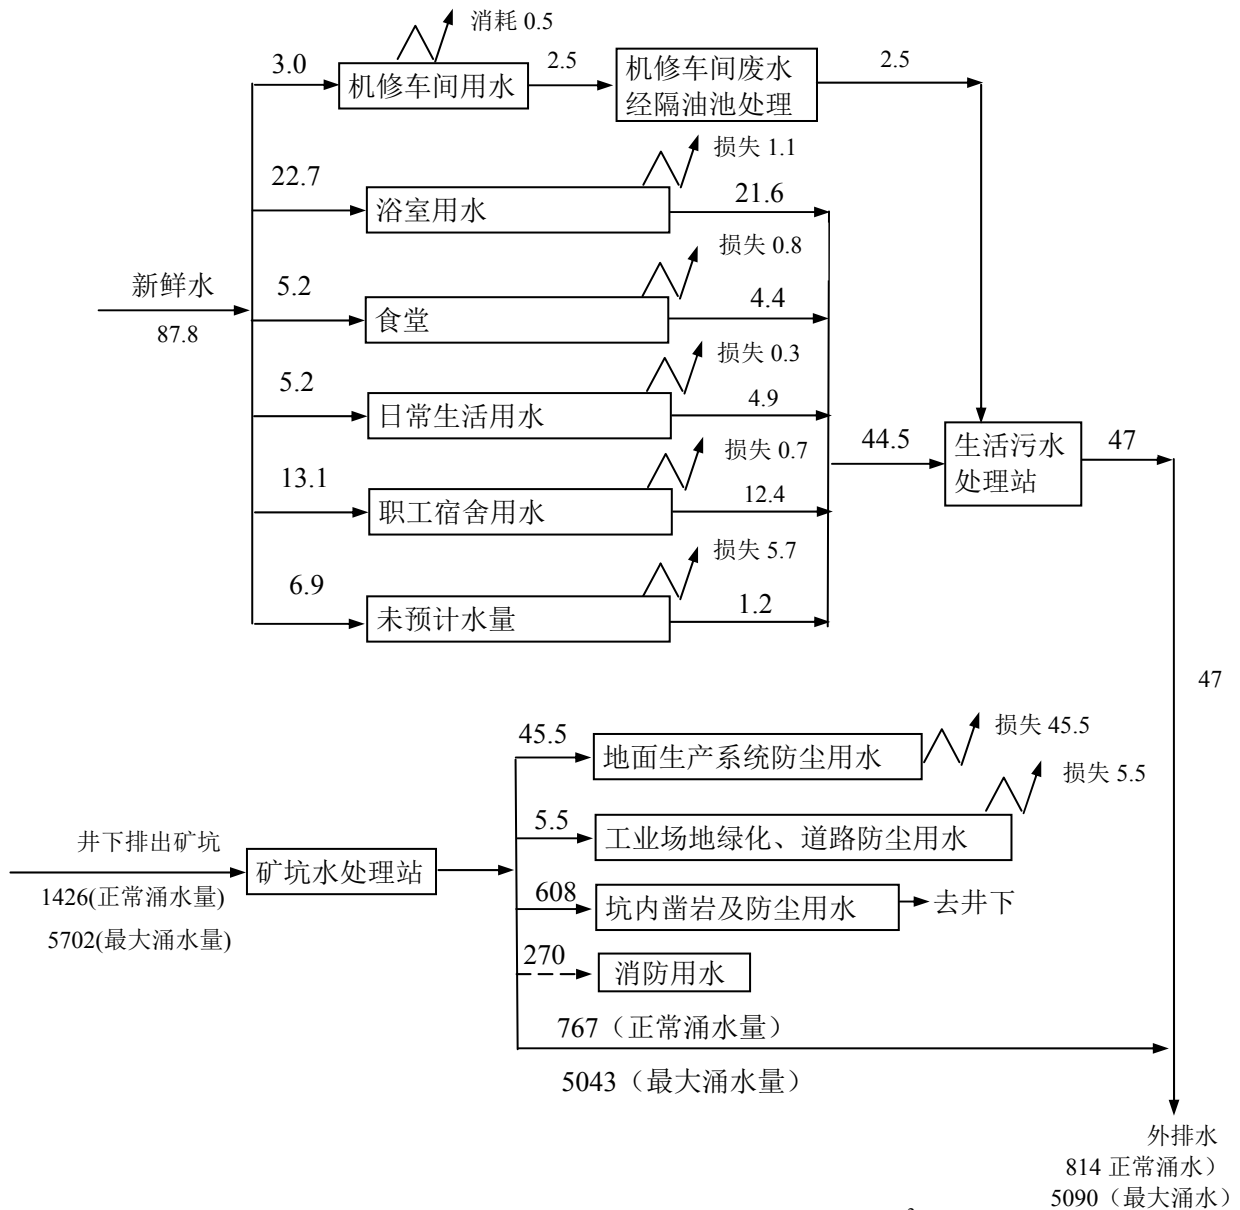 消耗 0.5
3.0
机修车间用水
2.5
机修车间废水
经隔油池处理
2.5
损失 1.1
22.7
浴室用水
21.6
损失 0.8
新鲜水
87.8
5.2
食堂
4.4
损失 0.3
5.2
日常生活用水
4.9
损失 0.7
13.1
职工宿舍用水
12.4
44.5
生活污水
处理站
47
损失 5.7
6.9
未预计水量
1.2
47
45.5
地面生产系统防尘用水
损失 45.5
损失 5.5
5.5
工业场地绿化、道路防尘用水
井下排出矿坑
1426(正常涌水量)
5702(最大涌水量)
矿坑水处理站
608
坑内凿岩及防尘用水
去井下
270
消防用水
767（正常涌水量）
5043（最大涌水量）
外排水
814 正常涌水）
5090（最大涌水）